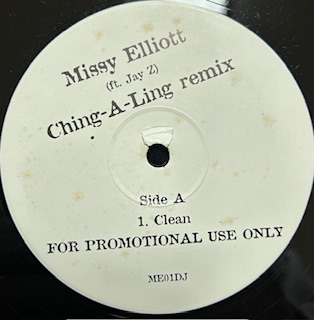 Missy Elliott
(ft. Jay Z)
Ching-A-Ling remix
Side A
1. Clean
FOR PROMOTIONAL USE ONLY
ME01DJ